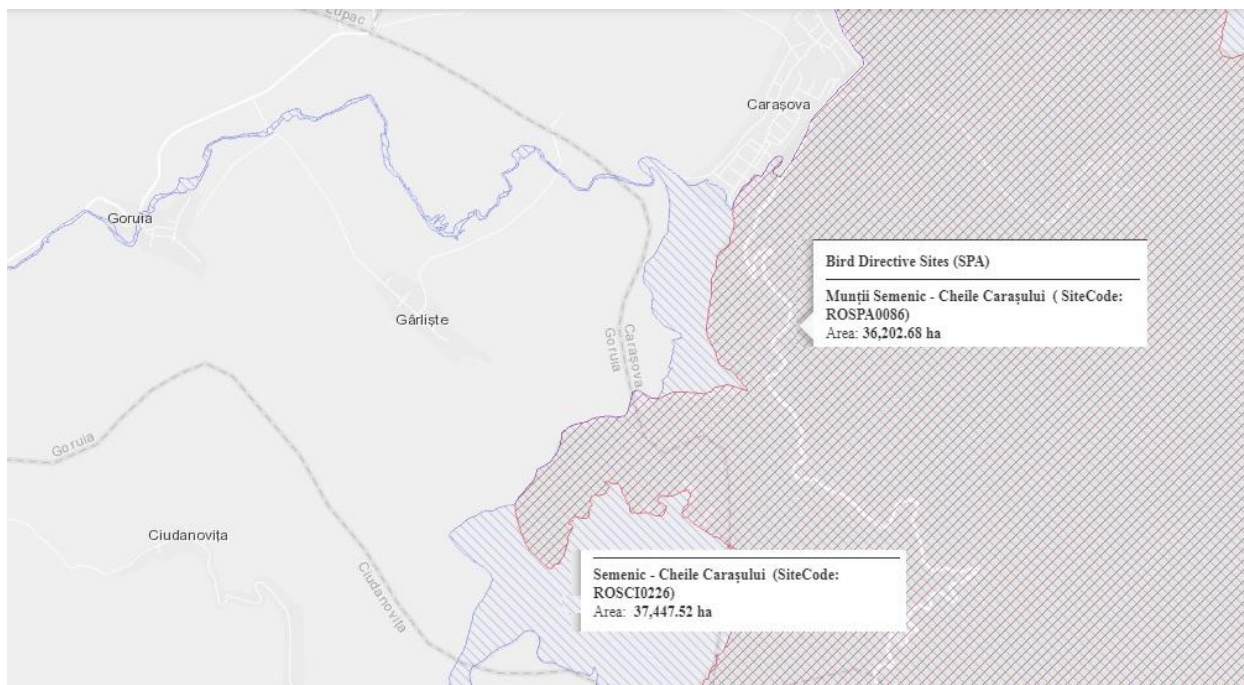 Lupac
Carașova
Goruia
Bird Directive Sites (SPA)
Munții Semenic - Cheile Carașului ( SiteCode:
ROSPA0086)
Area: 36,202.68 ha
Gârliște
Carașova
Goruia
Goruia
Ciudanovița
Ciudanovița
Semenic - Cheile Carașului (SiteCode:
ROSCI0226)
Area: 37,447.52 ha